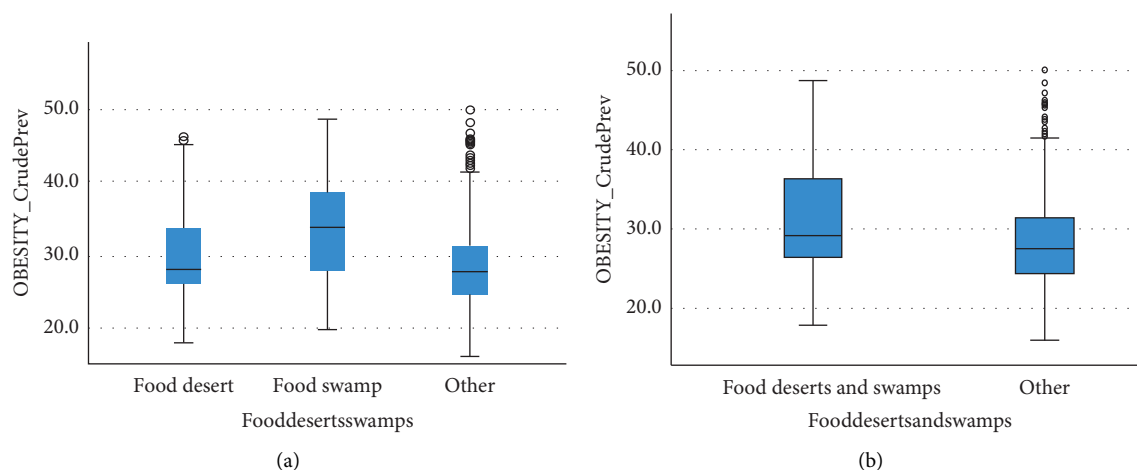 OBESITY_CrudePrev
50.0
40.0
30.0
20.0
Food desert Food swamp Other
Fooddesertsswamps
(a)
OBESITY_CrudePrev
50.0
40.0
30.0
20.0
Food deserts and swamps Other
Fooddesertsandswamps
(b)